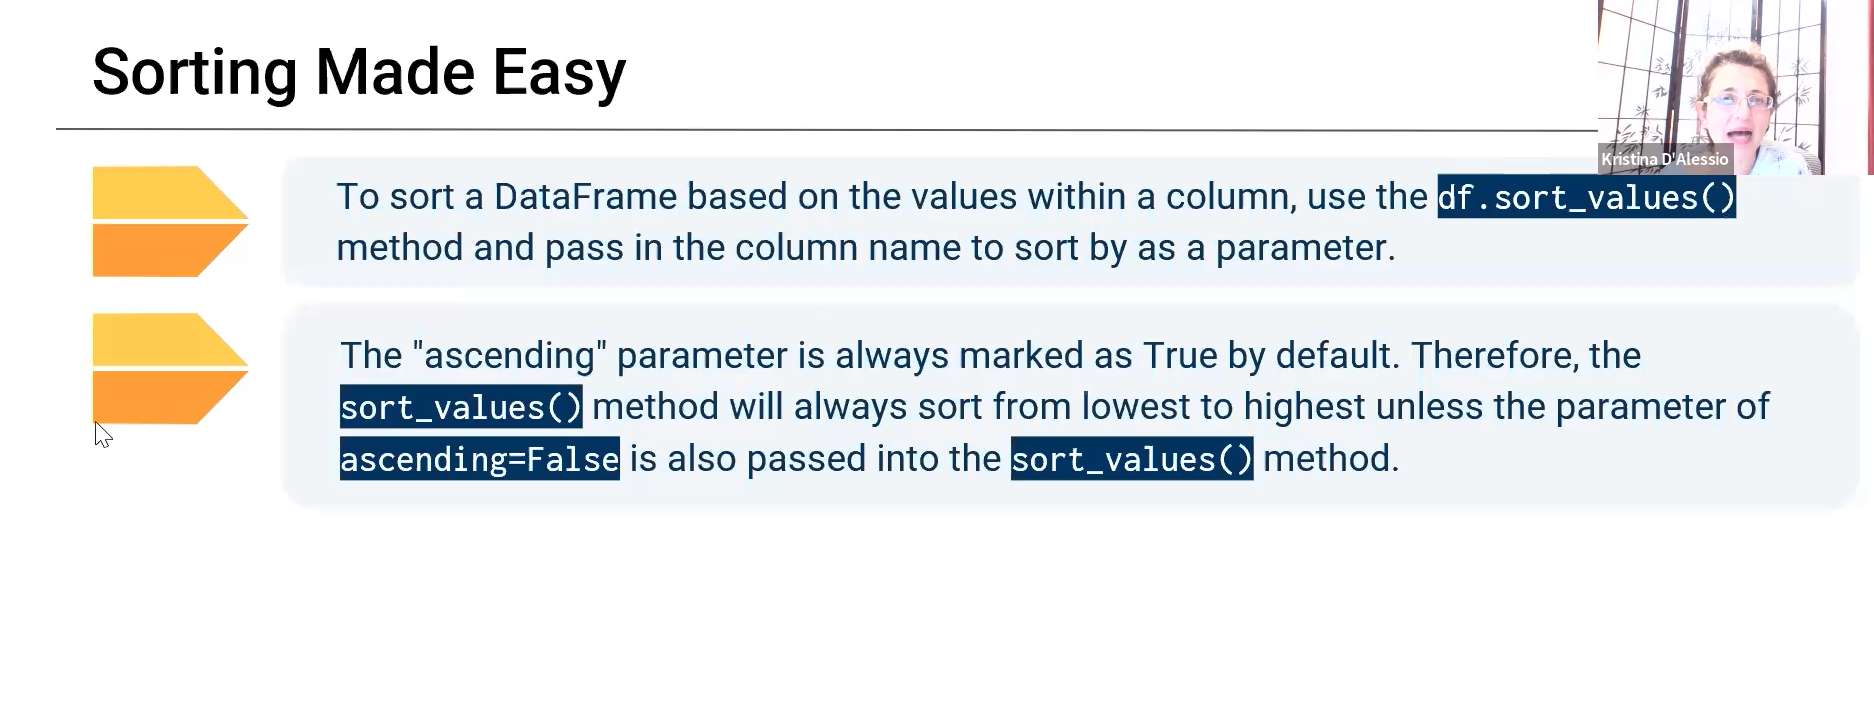 Sorting Made Easy
Kristina D'Alessio
To sort a DataFrame based on the values within a column, use the df.sort_values()
method and pass in the column name to sort by as a parameter.
The "ascending" parameter is always marked as True by default. Therefore, the
sort_values() method will always sort from lowest to highest unless the parameter of
ascending=False is also passed into the sort_values() method.